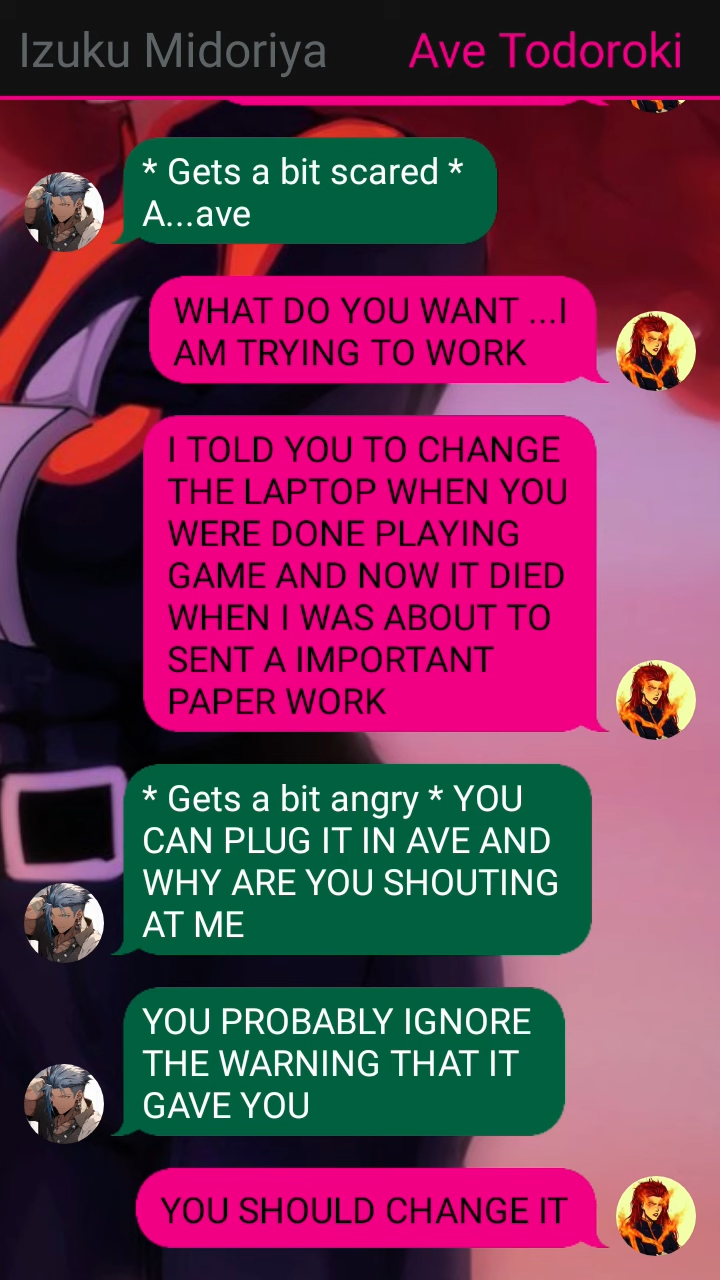 Izuku Midoriya Ave Todoroki
* Gets a bit scared *
A...ave
WHAT DO YOU WANT ...I
AM TRYING TO WORK
I TOLD YOU TO CHANGE
THE LAPTOP WHEN YOU
WERE DONE PLAYING
GAME AND NOW IT DIED
WHEN I WAS ABOUT TO
SENT A IMPORTANT
PAPER WORK
* Gets a bit angry * YOU
CAN PLUG IT IN AVE AND
WHY ARE YOU SHOUTING
AT ME
YOU PROBABLY IGNORE
THE WARNING THAT IT
GAVE YOU
YOU SHOULD CHANGE IT